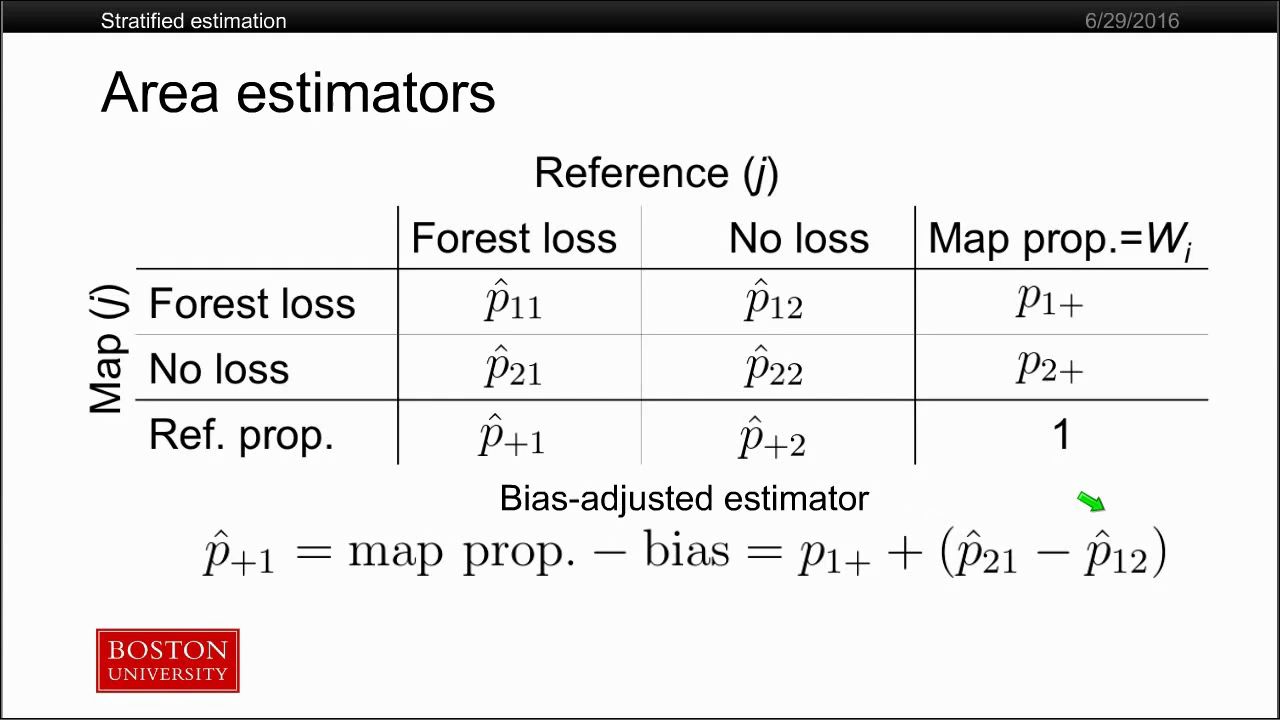 Stratified estimation 6/29/2016
Area estimators
Reference (j)
Forest loss No loss Map prop.=Wᵢ
Map (j)
Forest loss p̂₁₁ p̂₁₂ p₁₊
No loss p̂₂₁ p̂₂₂ p₂₊
Ref. prop. p̂₊₁ p̂₊₂ 1
Bias-adjusted estimator
p̂₊₁ = map prop. − bias = p₁₊ + (p̂₂₁ − p̂₁₂)
BOSTON
UNIVERSITY